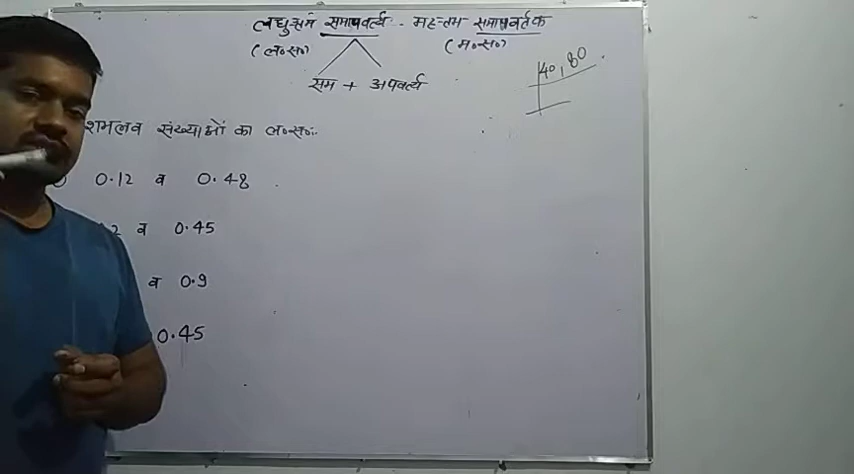 लघुत्तम समापवर्त्य - महत्तम समापवर्तक
(ल०स०) (म०स०)
सम + अपवर्त्य
40, 80
शमलव संख्याओं का ल०स०:-
0.12 व 0.48
2 व 0.45
व 0.9
0.45